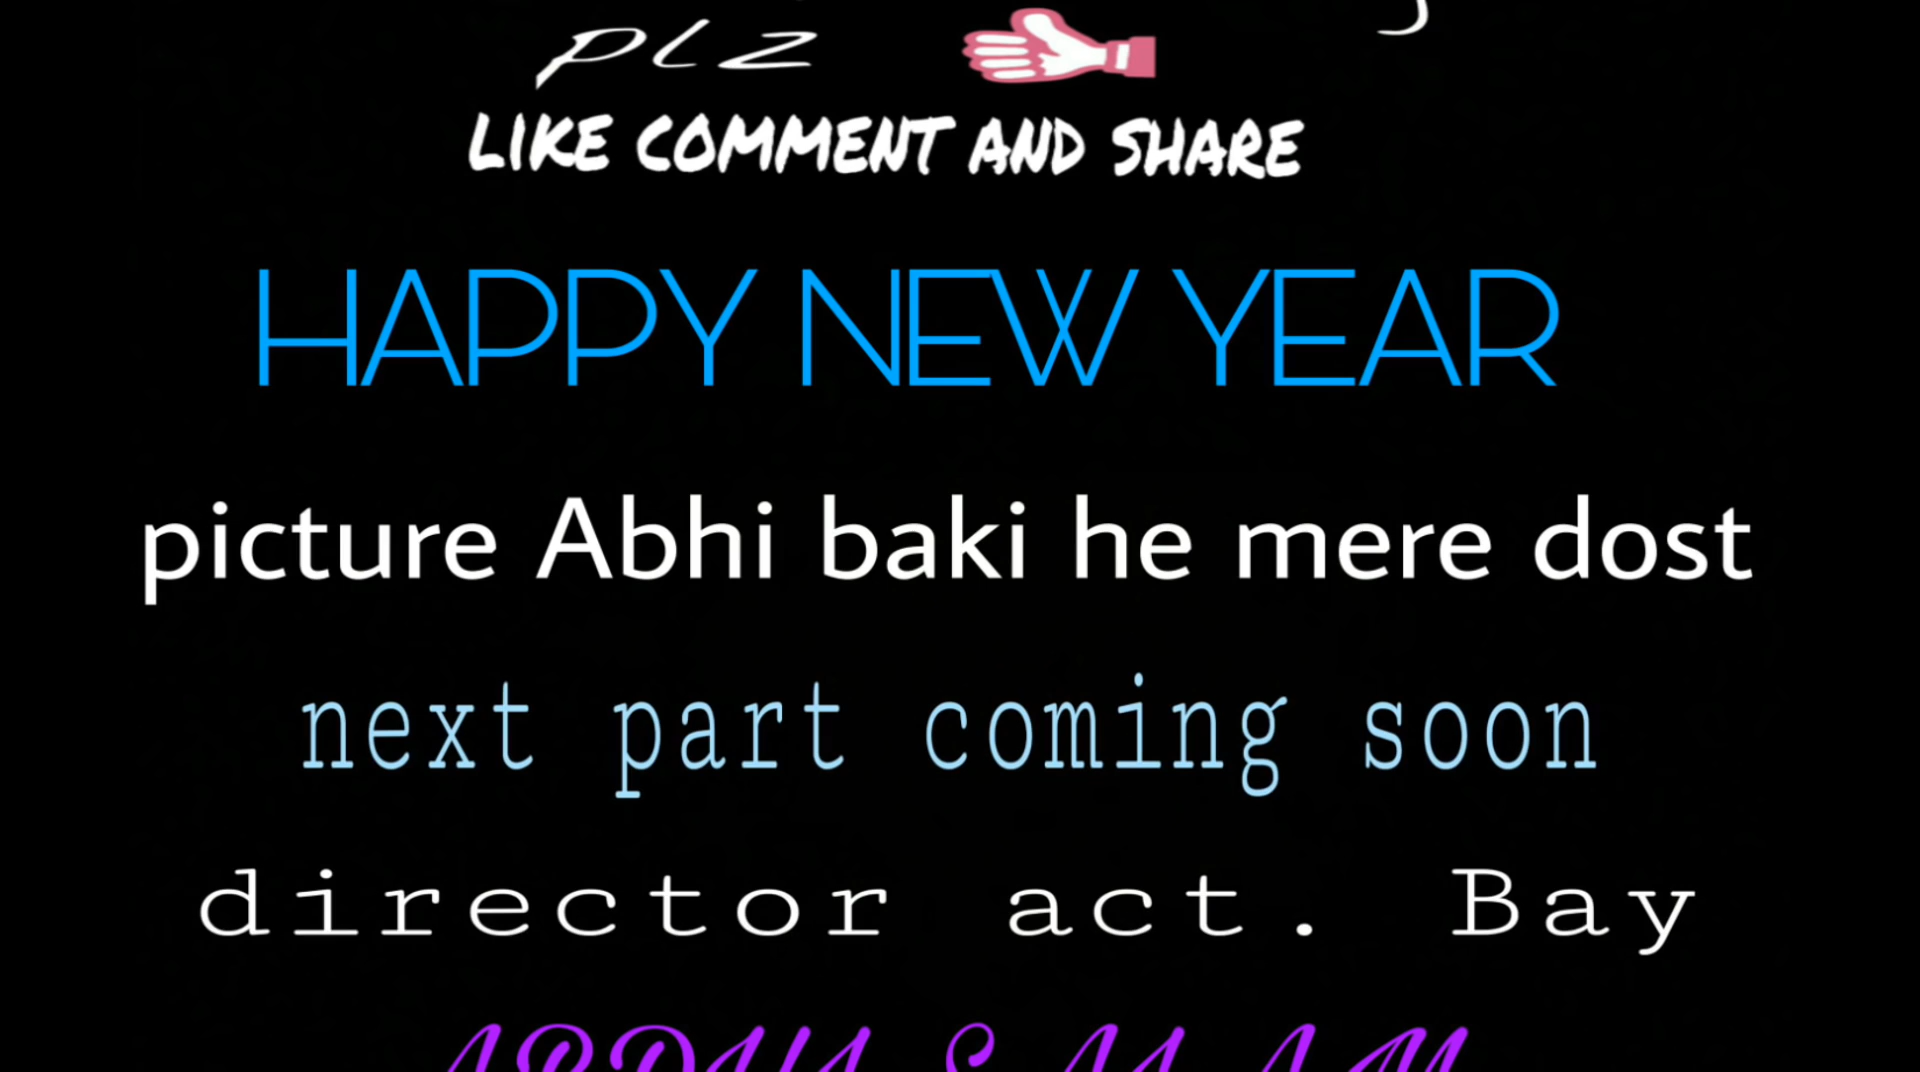 plz
LIKE COMMENT AND SHARE
HAPPY NEW YEAR
picture Abhi baki he mere dost
next part coming soon
director act. Bay